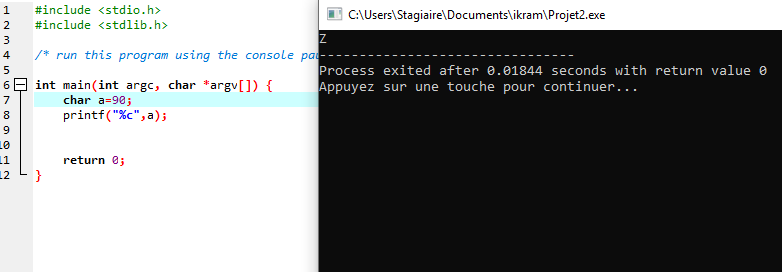 1 #include <stdio.h>
2 #include <stdlib.h>
3
4 /* run this program using the console pau
5
6 int main(int argc, char *argv[]) {
7 char a=90;
8 printf("%c",a);
9
10
11 return 0;
12 }
C:\Users\Stagiaire\Documents\ikram\Projet2.exe
Z
--------------------------------
Process exited after 0.01844 seconds with return value 0
Appuyez sur une touche pour continuer...